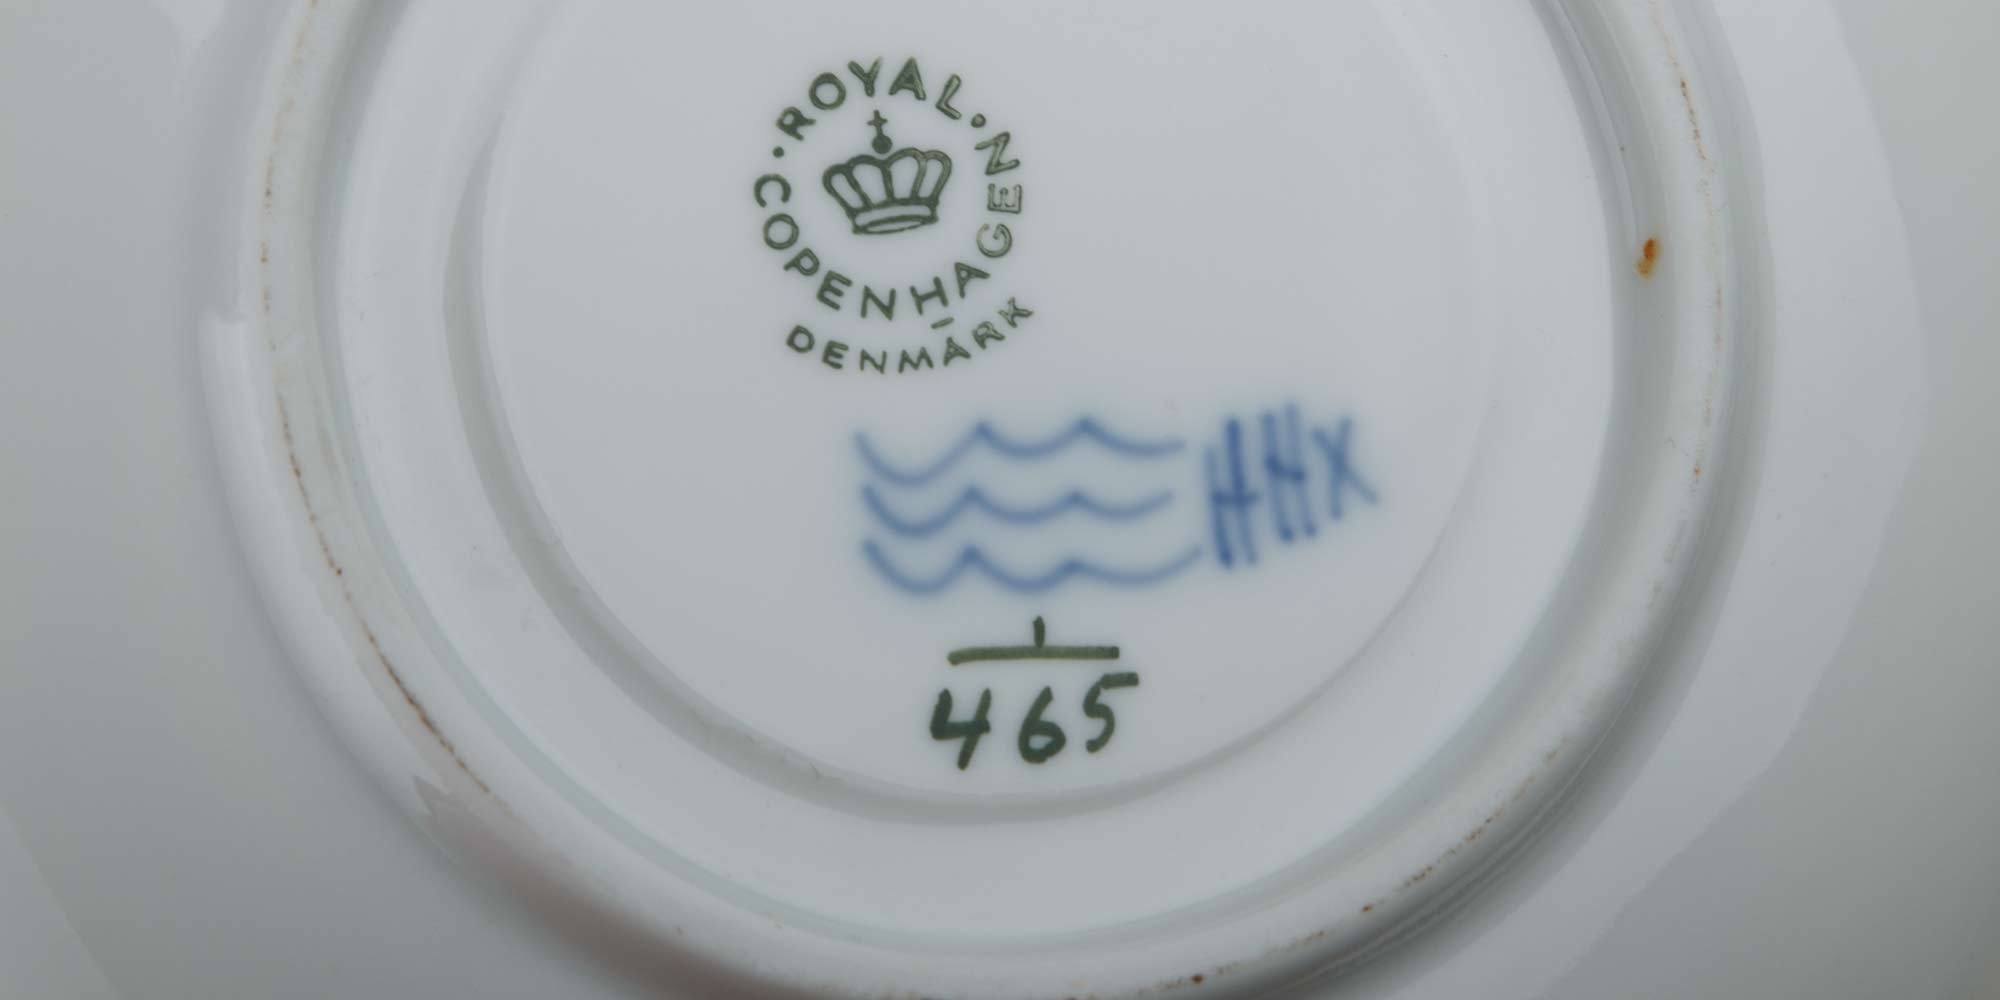 ROYAL
COPENHAGEN
DENMARK
1
465